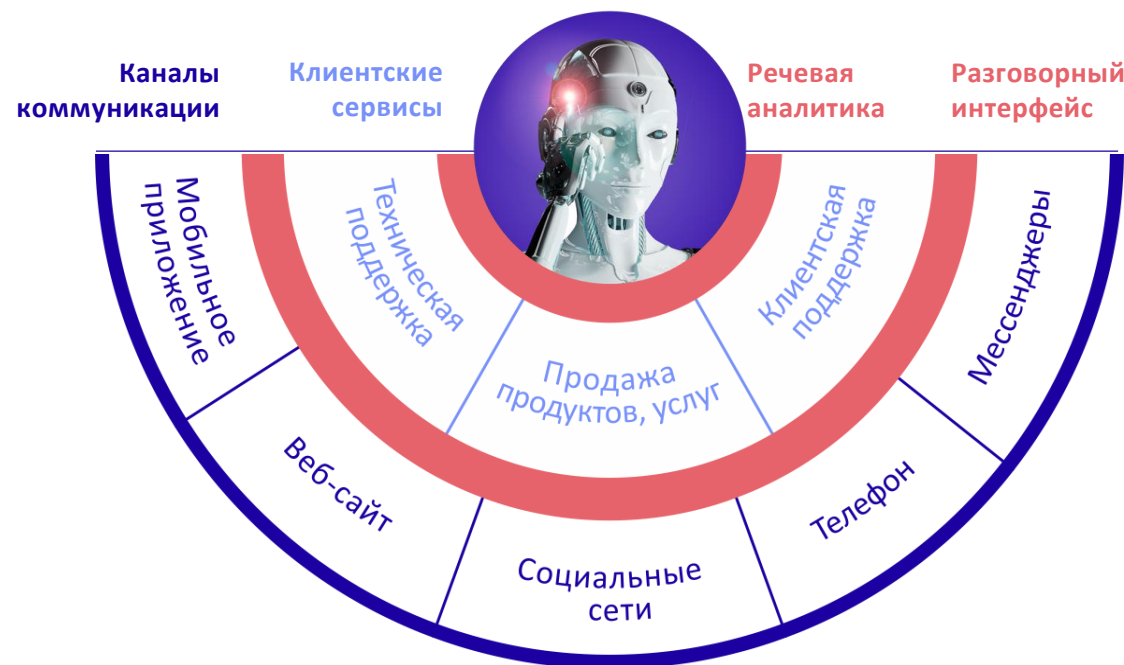 Каналы
коммуникации
Клиентские
сервисы
Речевая
аналитика
Разговорный
интерфейс
Мобильное
приложение
Веб-сайт
Социальные
сети
Телефон
Мессенджеры
Техническая
поддержка
Продажа
продуктов, услуг
Клиентская
поддержка